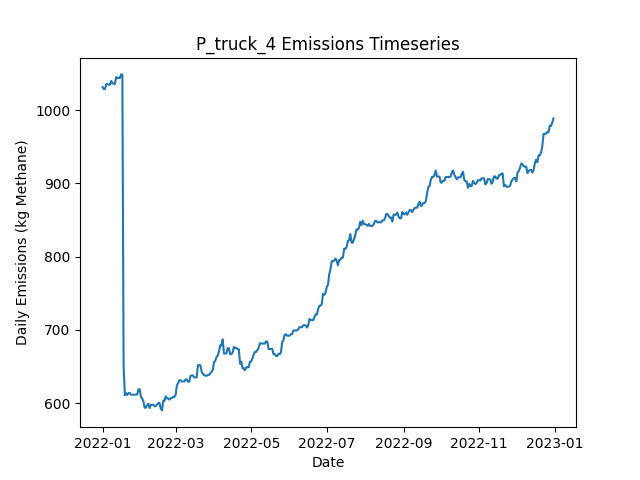 P_truck_4 Emissions Timeseries
Daily Emissions (kg Methane)
1000
900
800
700
600
2022-01 2022-03 2022-05 2022-07 2022-09 2022-11 2023-01
Date